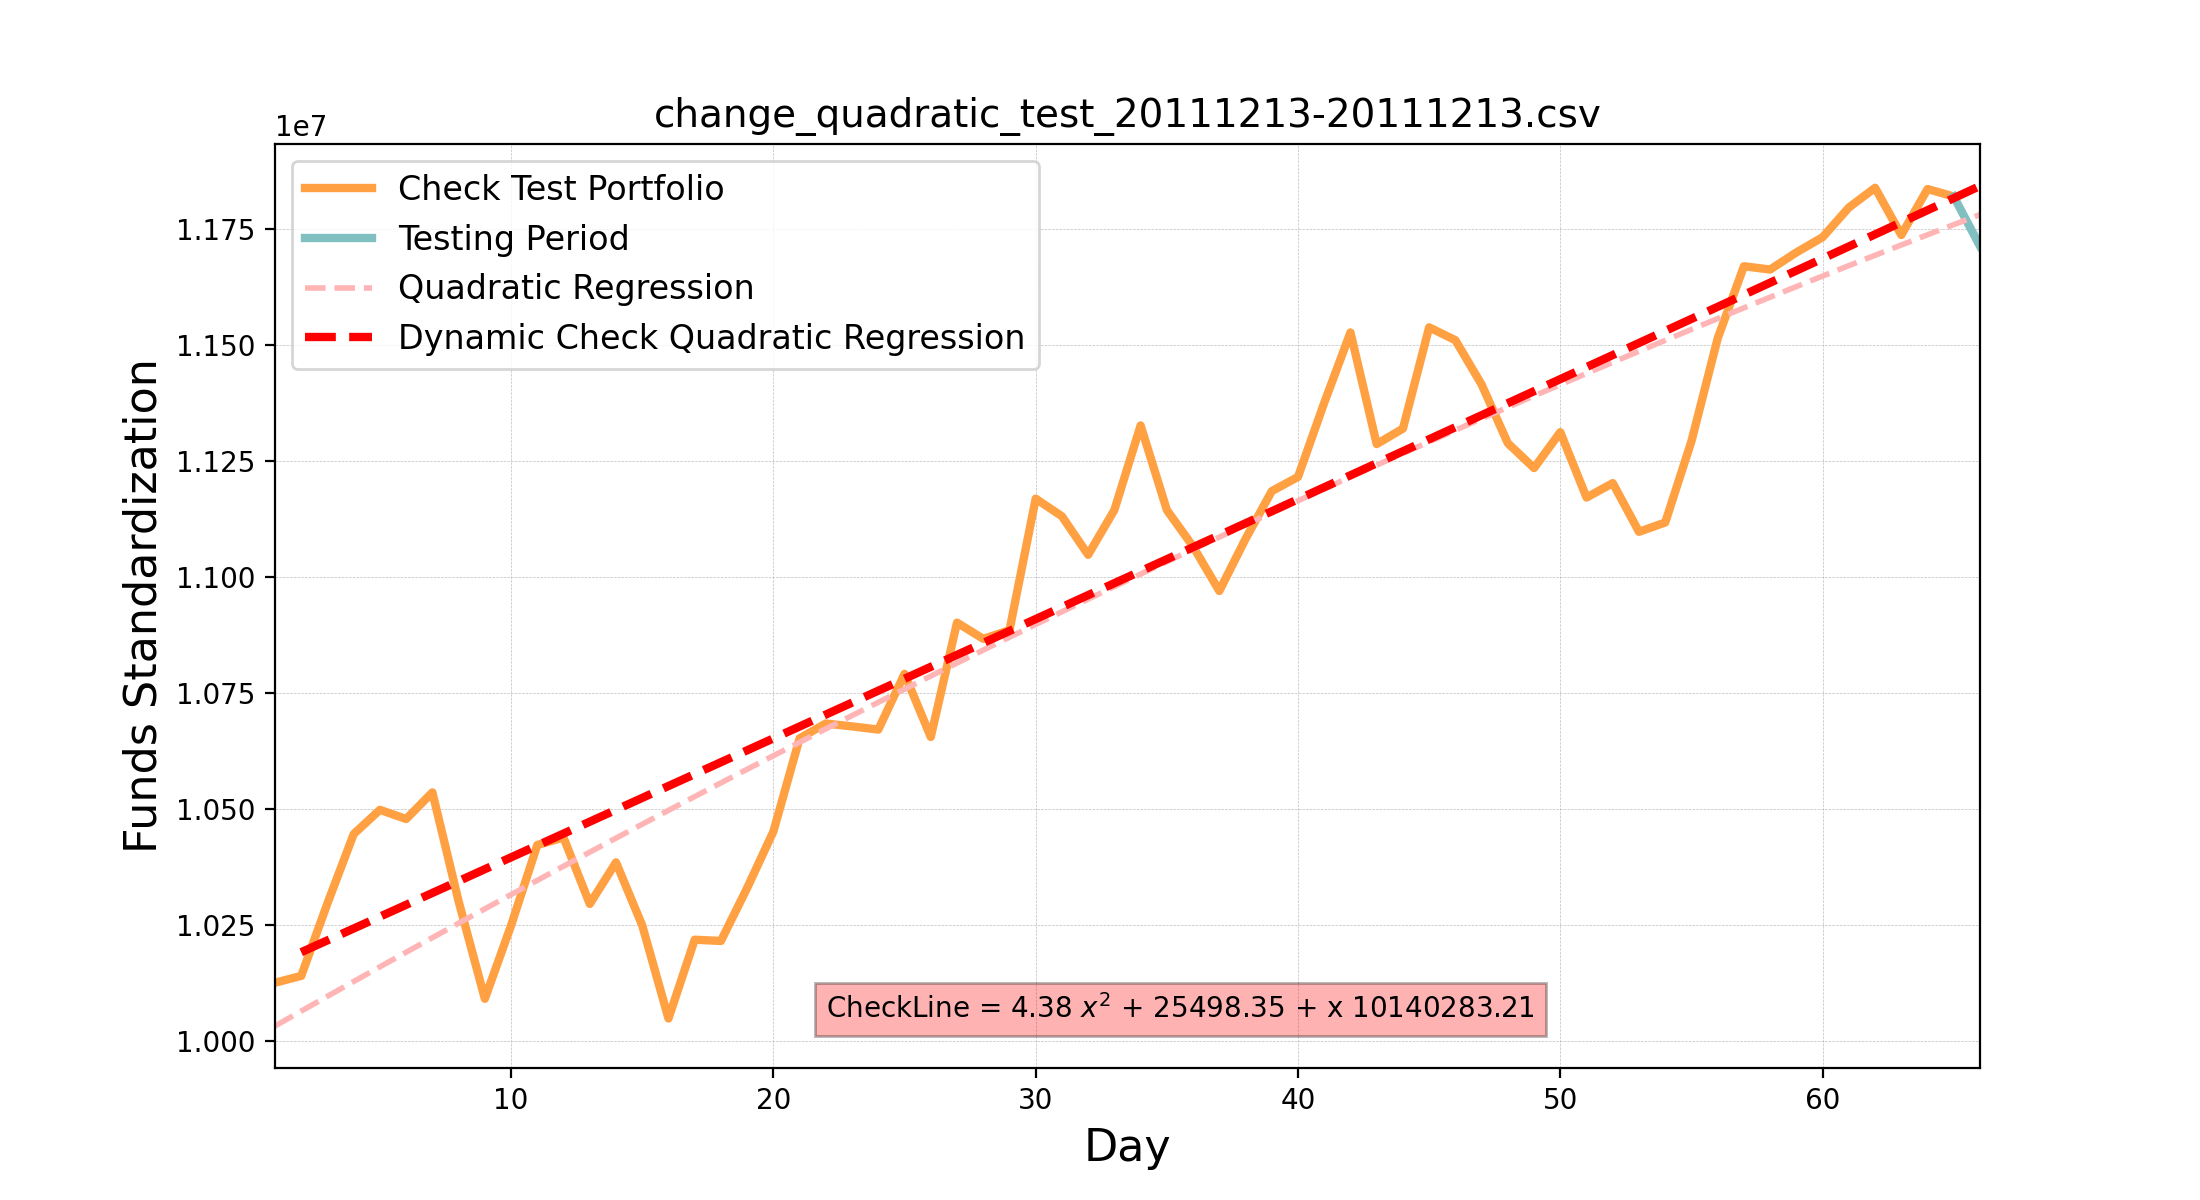 change_quadratic_test_20111213-20111213.csv
1e7
Check Test Portfolio
Testing Period
Quadratic Regression
Dynamic Check Quadratic Regression
1.175
1.150
1.125
1.100
1.075
1.050
1.025
1.000
Funds Standardization
CheckLine = 4.38 x² + 25498.35 + x 10140283.21
10 20 30 40 50 60
Day